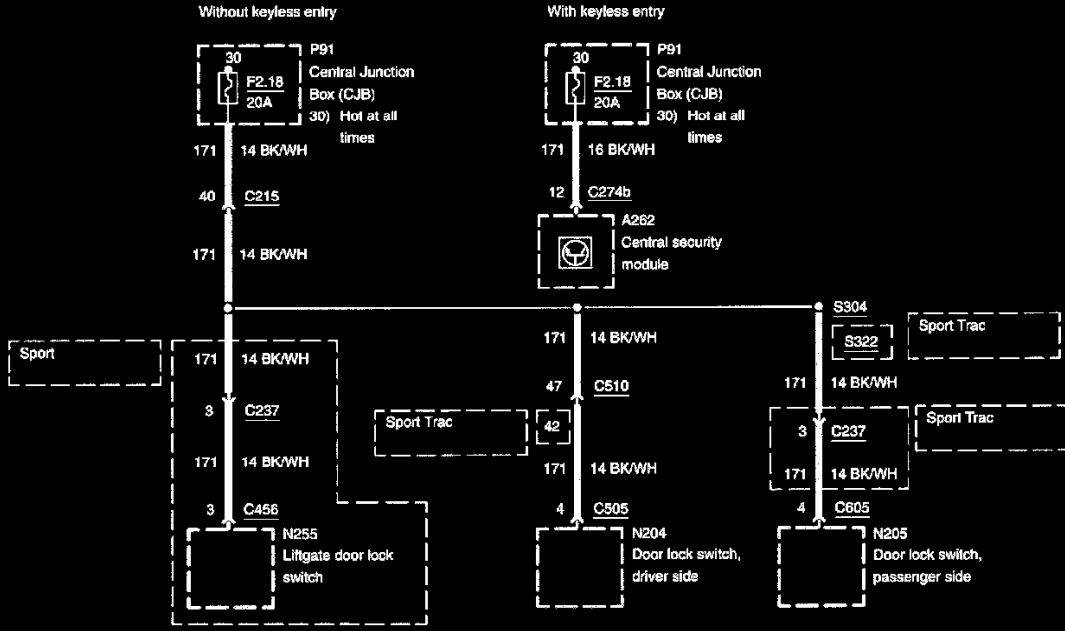 Without keyless entry
With keyless entry
30
F2.18
20A
P91
Central Junction
Box (CJB)
30) Hot at all
times
30
F2.18
20A
P91
Central Junction
Box (CJB)
30) Hot at all
times
171 14 BK/WH
171 16 BK/WH
40 C215
12 C274b
A262
Central security
module
171 14 BK/WH
S304
S322
Sport Trac
Sport
171 14 BK/WH
171 14 BK/WH
171 14 BK/WH
3 C237
47 C510
42
Sport Trac
3 C237
Sport Trac
171 14 BK/WH
171 14 BK/WH
171 14 BK/WH
3 C456
4 C505
4 C605
N255
Liftgate door lock
switch
N204
Door lock switch,
driver side
N205
Door lock switch,
passenger side